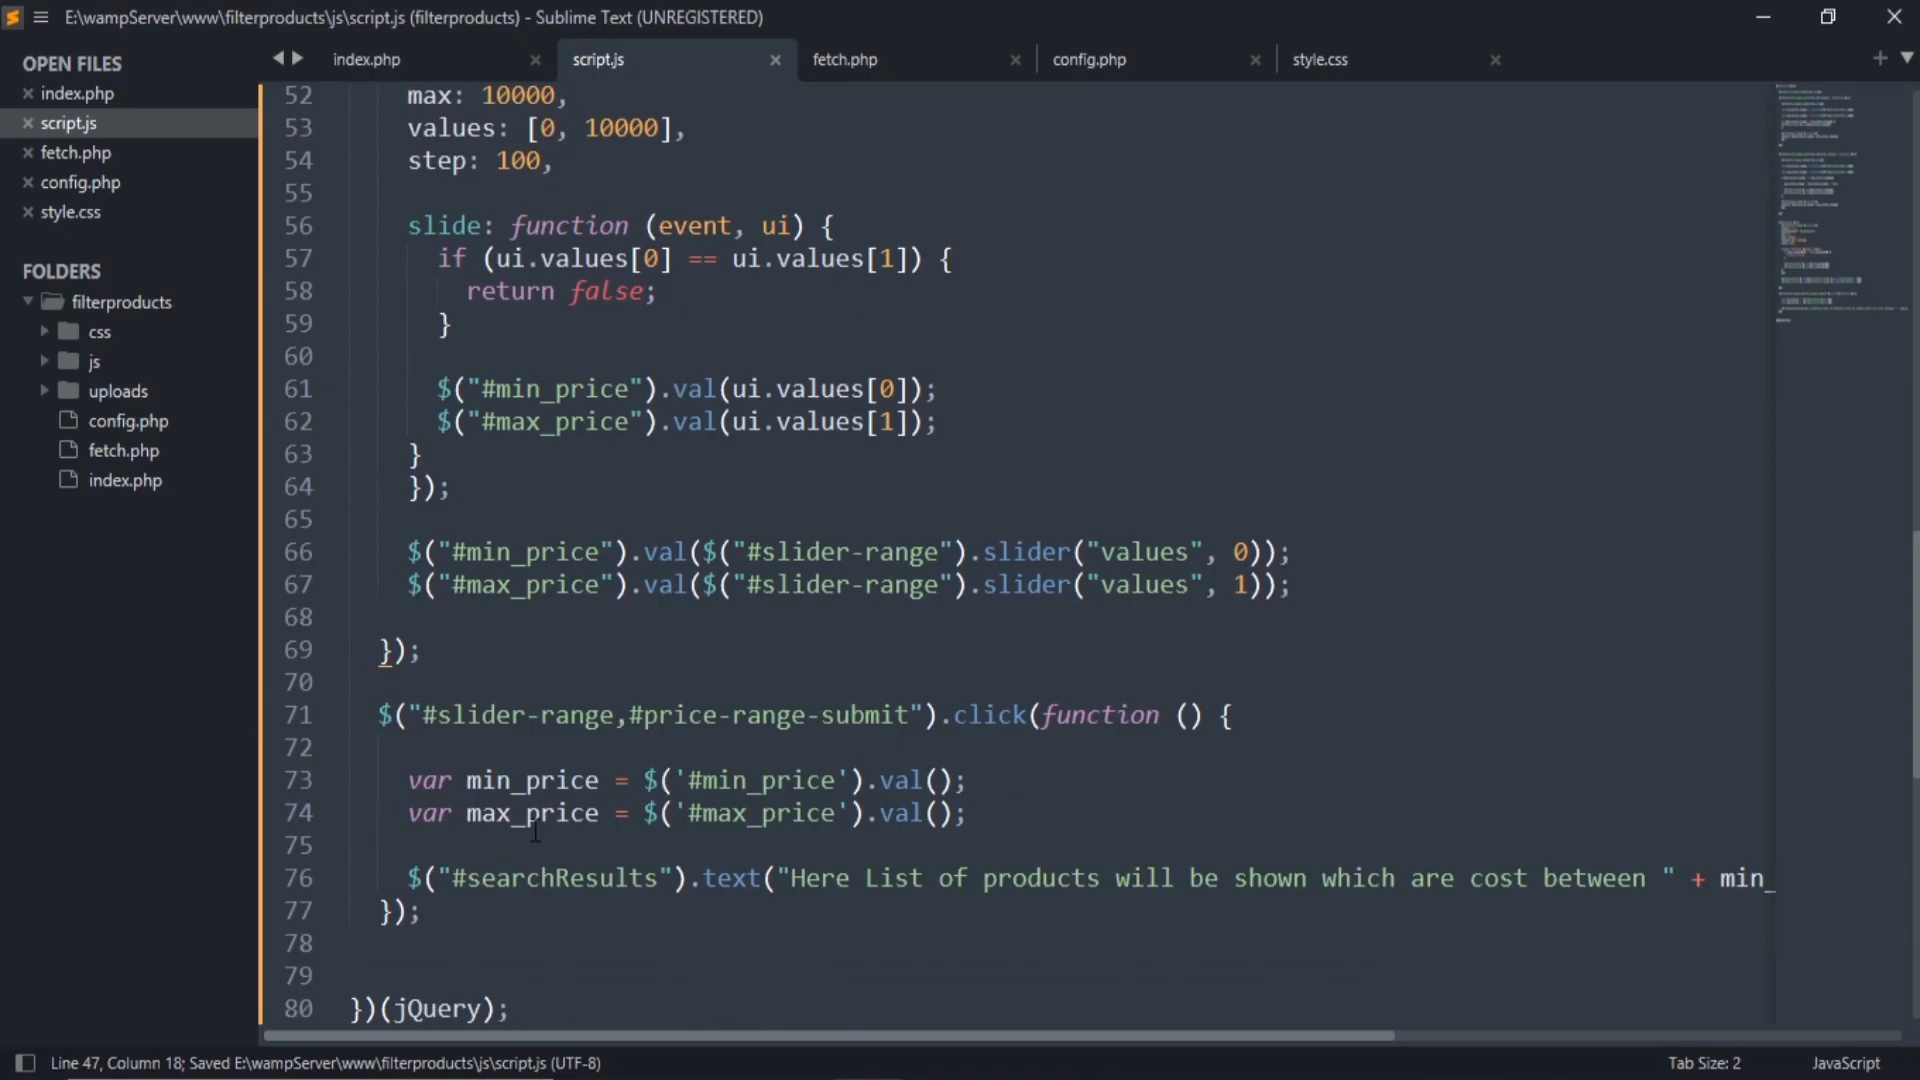 E:\wampServer\www\filterproducts\js\script.js (filterproducts) - Sublime Text (UNREGISTERED)
OPEN FILES
index.php
script.js
fetch.php
config.php
style.css
FOLDERS
filterproducts
css
js
uploads
config.php
fetch.php
index.php
index.php script.js fetch.php config.php style.css
52 max: 10000,
53 values: [0, 10000],
54 step: 100,
55
56 slide: function (event, ui) {
57 if (ui.values[0] == ui.values[1]) {
58 return false;
59 }
60
61 $("#min_price").val(ui.values[0]);
62 $("#max_price").val(ui.values[1]);
63 }
64 });
65
66 $("#min_price").val($("#slider-range").slider("values", 0));
67 $("#max_price").val($("#slider-range").slider("values", 1));
68
69 });
70
71 $("#slider-range,#price-range-submit").click(function () {
72
73 var min_price = $('#min_price').val();
74 var max_price = $('#max_price').val();
75
76 $("#searchResults").text("Here List of products will be shown which are cost between " + min_
77 });
78
79
80 })(jQuery);
Line 47, Column 18; Saved E:\wampServer\www\filterproducts\js\script.js (UTF-8)
Tab Size: 2
JavaScript